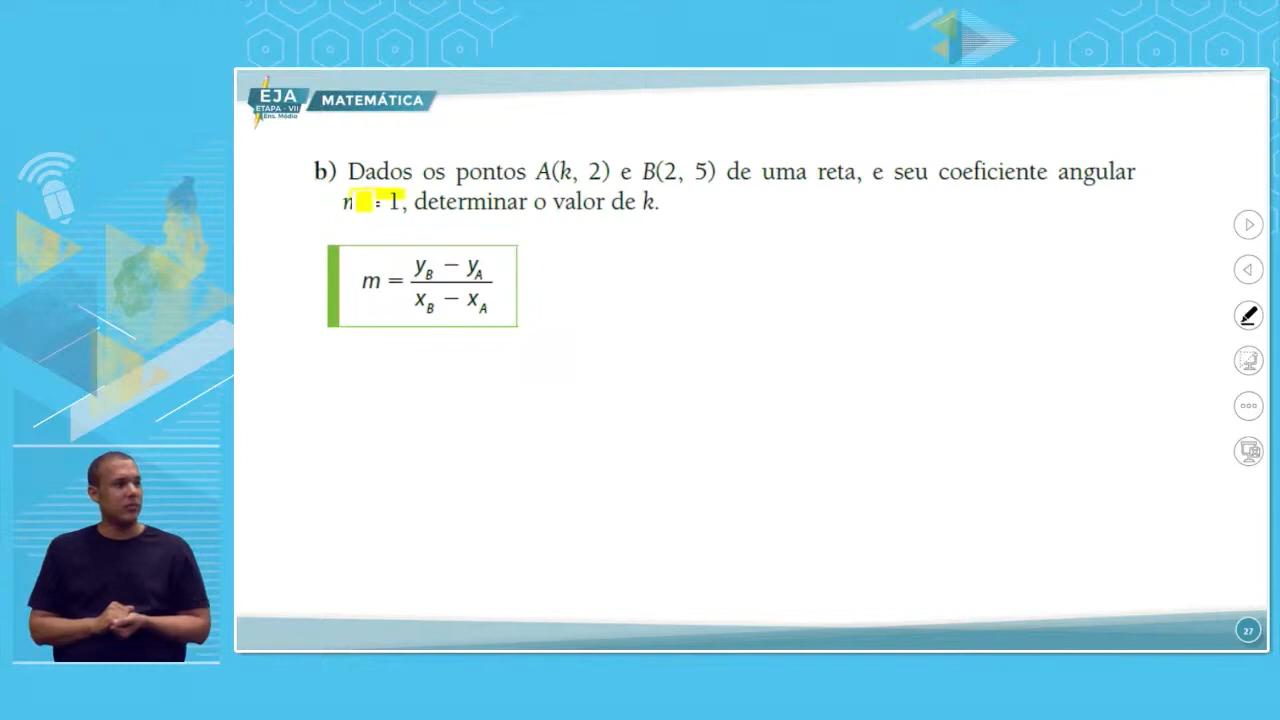 EJA
ETAPA - VII
Ens. Médio
MATEMÁTICA
b) Dados os pontos A(k, 2) e B(2, 5) de uma reta, e seu coeficiente angular
= 1, determinar o valor de k.
m = (y_B − y_A) / (x_B − x_A)
27